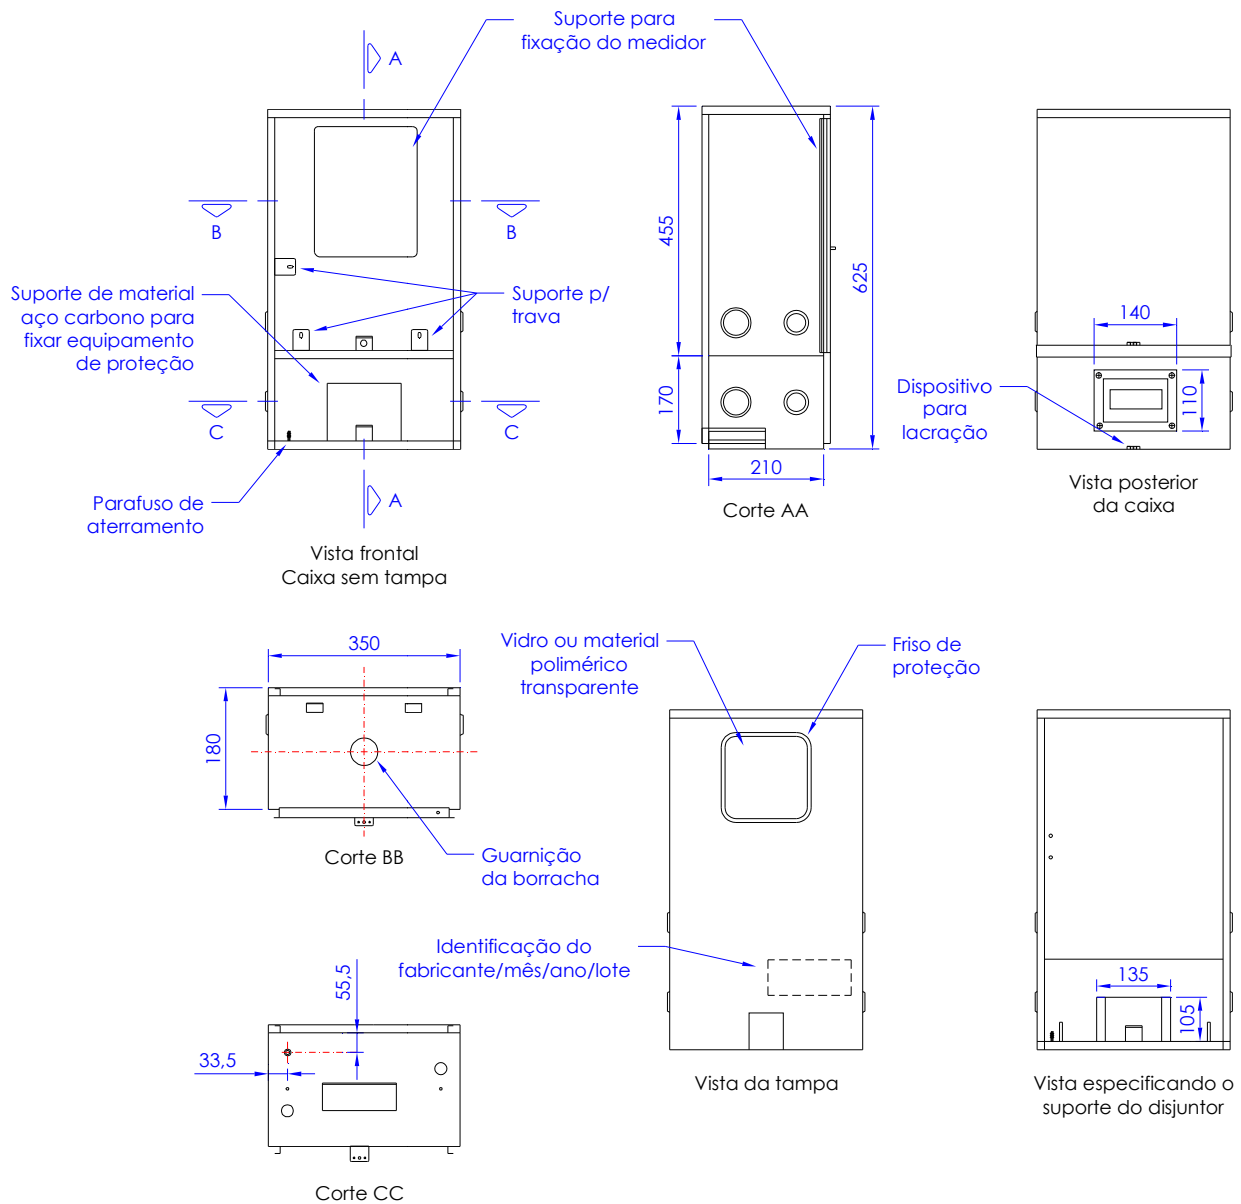 Suporte para
fixação do medidor
A
B
B
Suporte de material
aço carbono para
fixar equipamento
de proteção
Suporte p/
trava
C
C
Parafuso de
aterramento
A
Vista frontal
Caixa sem tampa
455
625
170
210
Corte AA
140
110
Dispositivo
para
lacração
Vista posterior
da caixa
350
180
Corte BB
Guarnição
da borracha
Vidro ou material
polimérico
transparente
Friso de
proteção
Identificação do
fabricante/mês/ano/lote
Vista da tampa
135
105
Vista especificando o
suporte do disjuntor
55,5
33,5
Corte CC